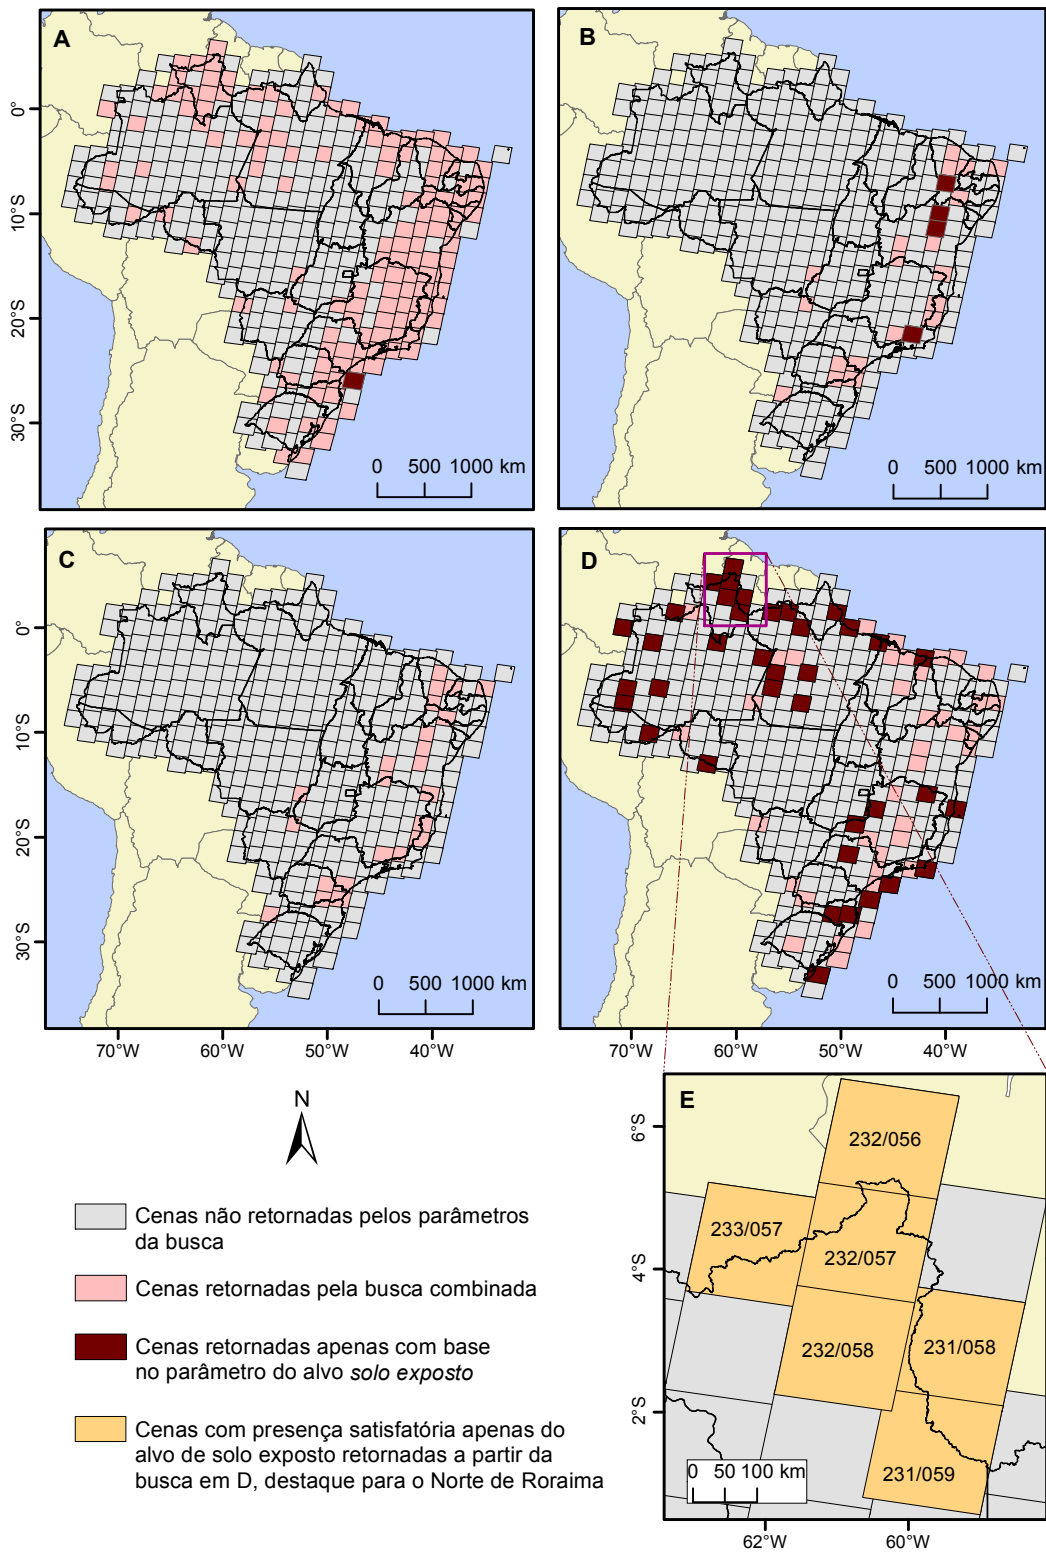 A
B
0°
10°S
20°S
30°S
0 500 1000 km
0 500 1000 km
C
D
0°
10°S
20°S
30°S
0 500 1000 km
0 500 1000 km
70°W 60°W 50°W 40°W
70°W 60°W 50°W 40°W
N
E
6°S
4°S
2°S
232/056
233/057
232/057
232/058
231/058
231/059
0 50 100 km
62°W 60°W
Cenas não retornadas pelos parâmetros
da busca
Cenas retornadas pela busca combinada
Cenas retornadas apenas com base
no parâmetro do alvo solo exposto
Cenas com presença satisfatória apenas do
alvo de solo exposto retornadas a partir da
busca em D, destaque para o Norte de Roraima